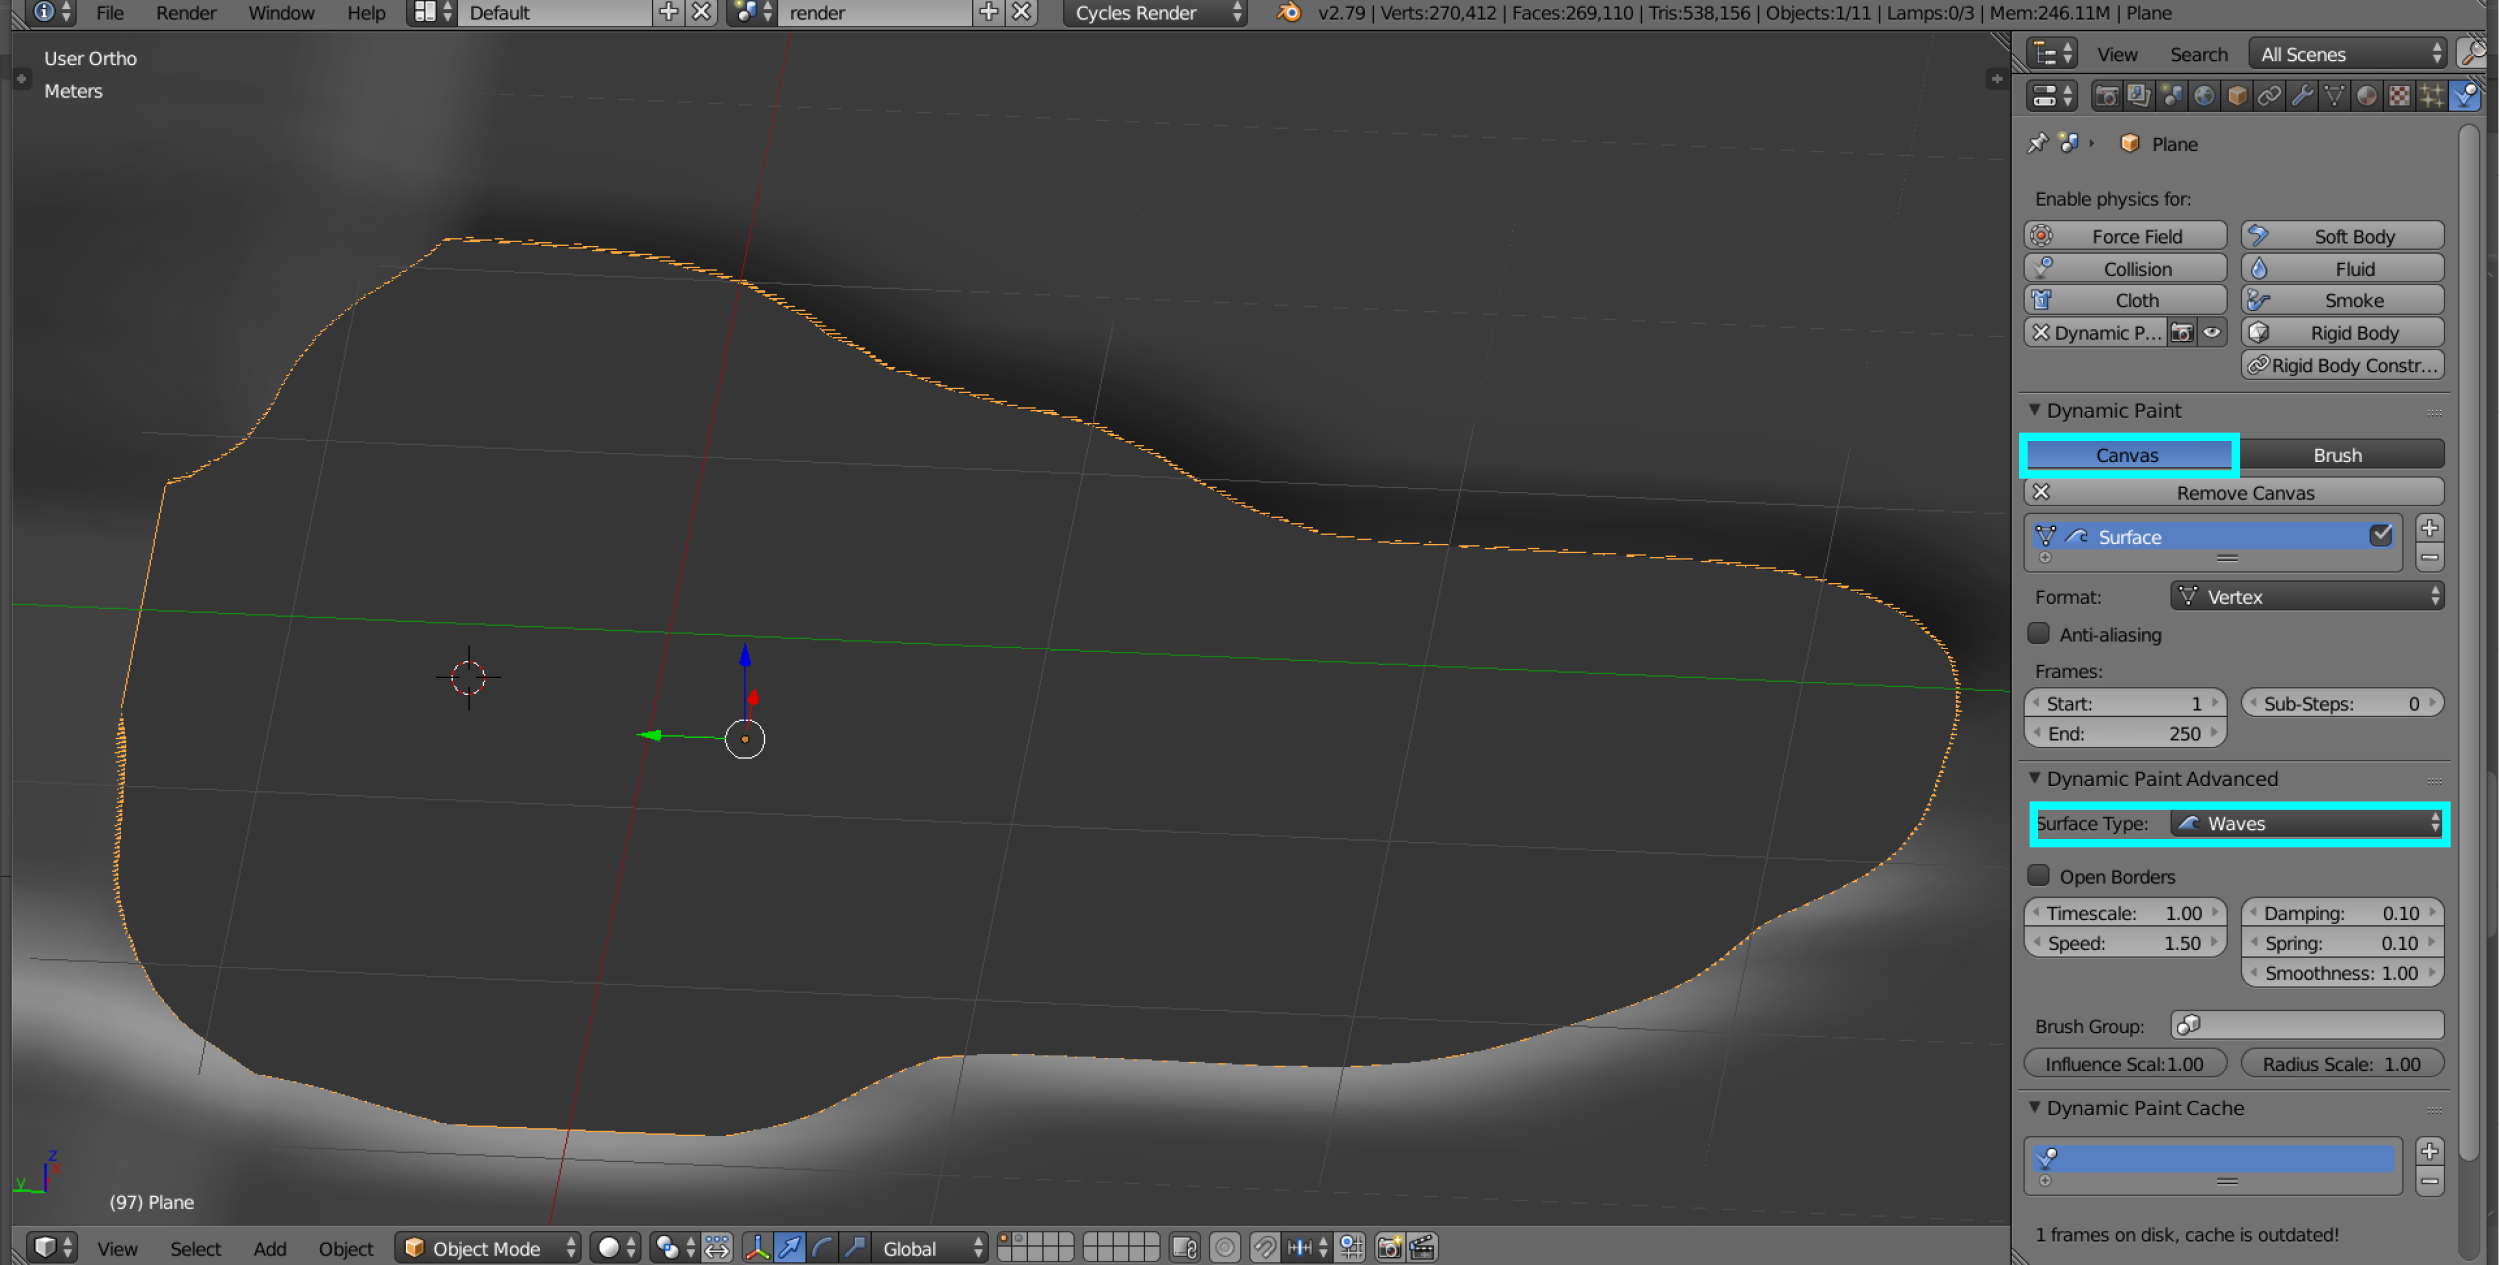 File Render Window Help Default render Cycles Render v2.79 | Verts:270,412 | Faces:269,110 | Tris:538,156 | Objects:1/11 | Lamps:0/3 | Mem:246.11M | Plane
User Ortho
Meters
(97) Plane
z
x
y
View Select Add Object Object Mode Global
View Search All Scenes
Plane
Enable physics for:
Force Field Soft Body
Collision Fluid
Cloth Smoke
Dynamic P... Rigid Body
Rigid Body Constr...
Dynamic Paint
Canvas Brush
Remove Canvas
Surface
Format: Vertex
Anti-aliasing
Frames:
Start: 1 Sub-Steps: 0
End: 250
Dynamic Paint Advanced
Surface Type: Waves
Open Borders
Timescale: 1.00 Damping: 0.10
Speed: 1.50 Spring: 0.10
Smoothness: 1.00
Brush Group:
Influence Scal:1.00 Radius Scale: 1.00
Dynamic Paint Cache
1 frames on disk, cache is outdated!